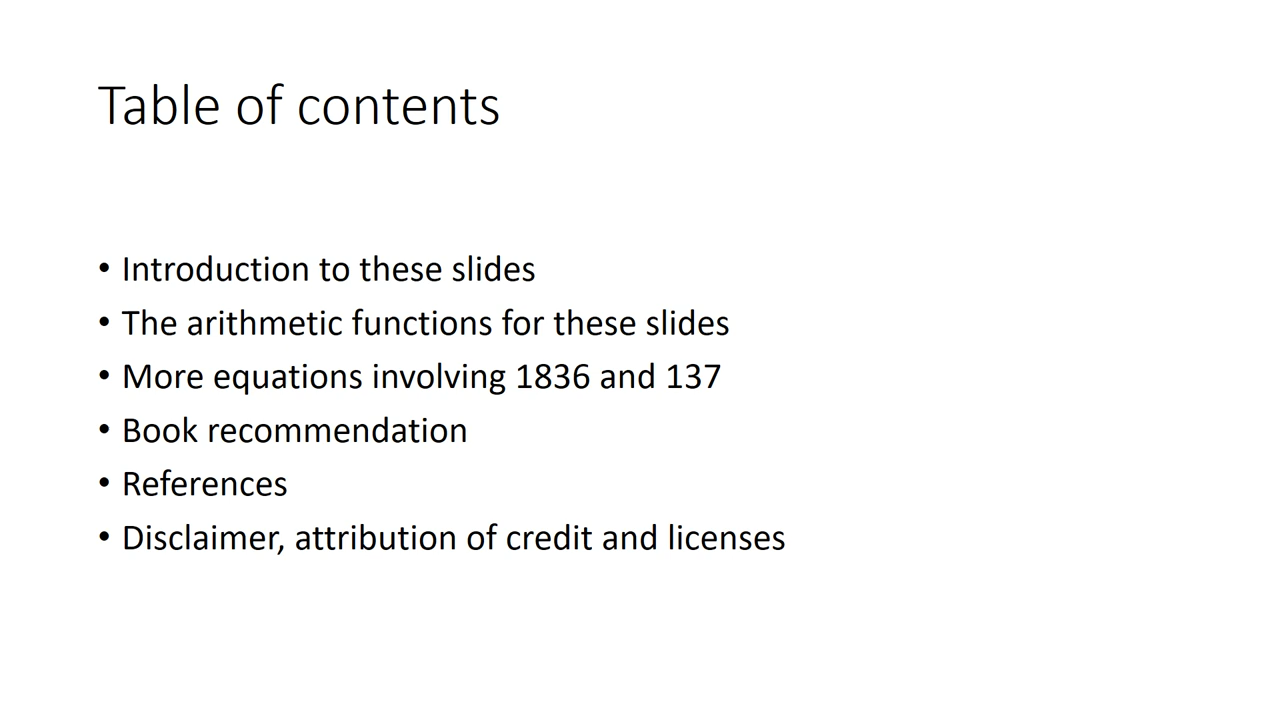 Table of contents
• Introduction to these slides
• The arithmetic functions for these slides
• More equations involving 1836 and 137
• Book recommendation
• References
• Disclaimer, attribution of credit and licenses